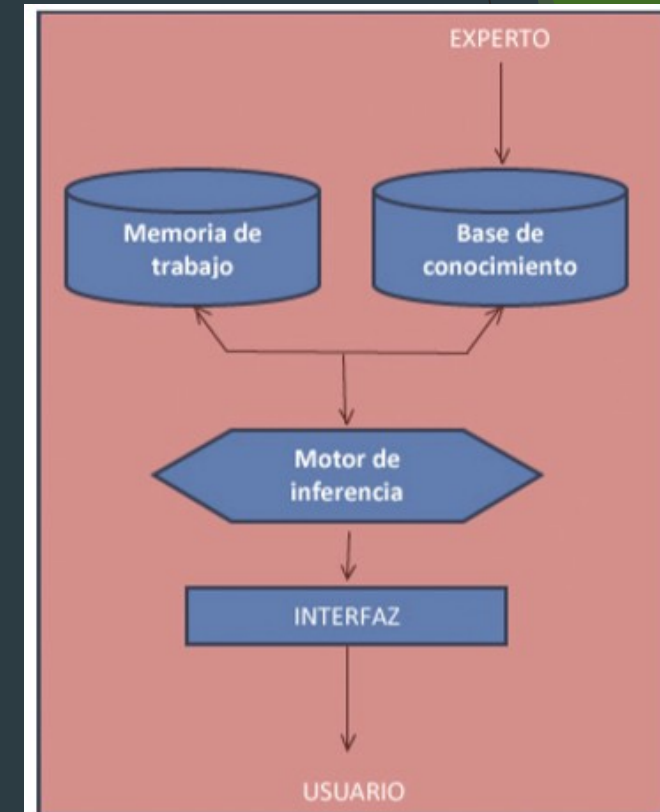 EXPERTO
Memoria de
trabajo
Base de
conocimiento
Motor de
inferencia
INTERFAZ
USUARIO